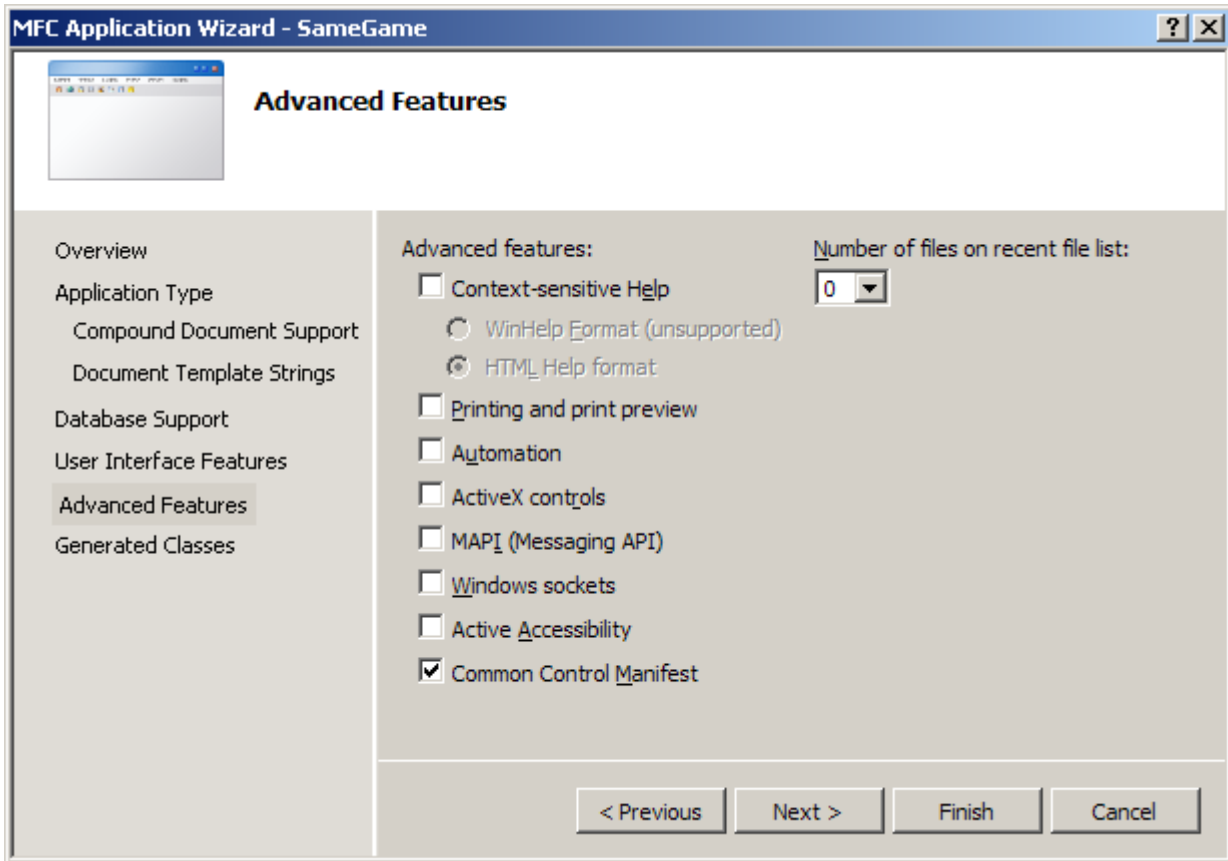 MFC Application Wizard - SameGame
Advanced Features
Overview
Application Type
Compound Document Support
Document Template Strings
Database Support
User Interface Features
Advanced Features
Generated Classes
Advanced features:
Context-sensitive Help
WinHelp Format (unsupported)
HTML Help format
Printing and print preview
Automation
ActiveX controls
MAPI (Messaging API)
Windows sockets
Active Accessibility
Common Control Manifest
Number of files on recent file list:
0
< Previous
Next >
Finish
Cancel